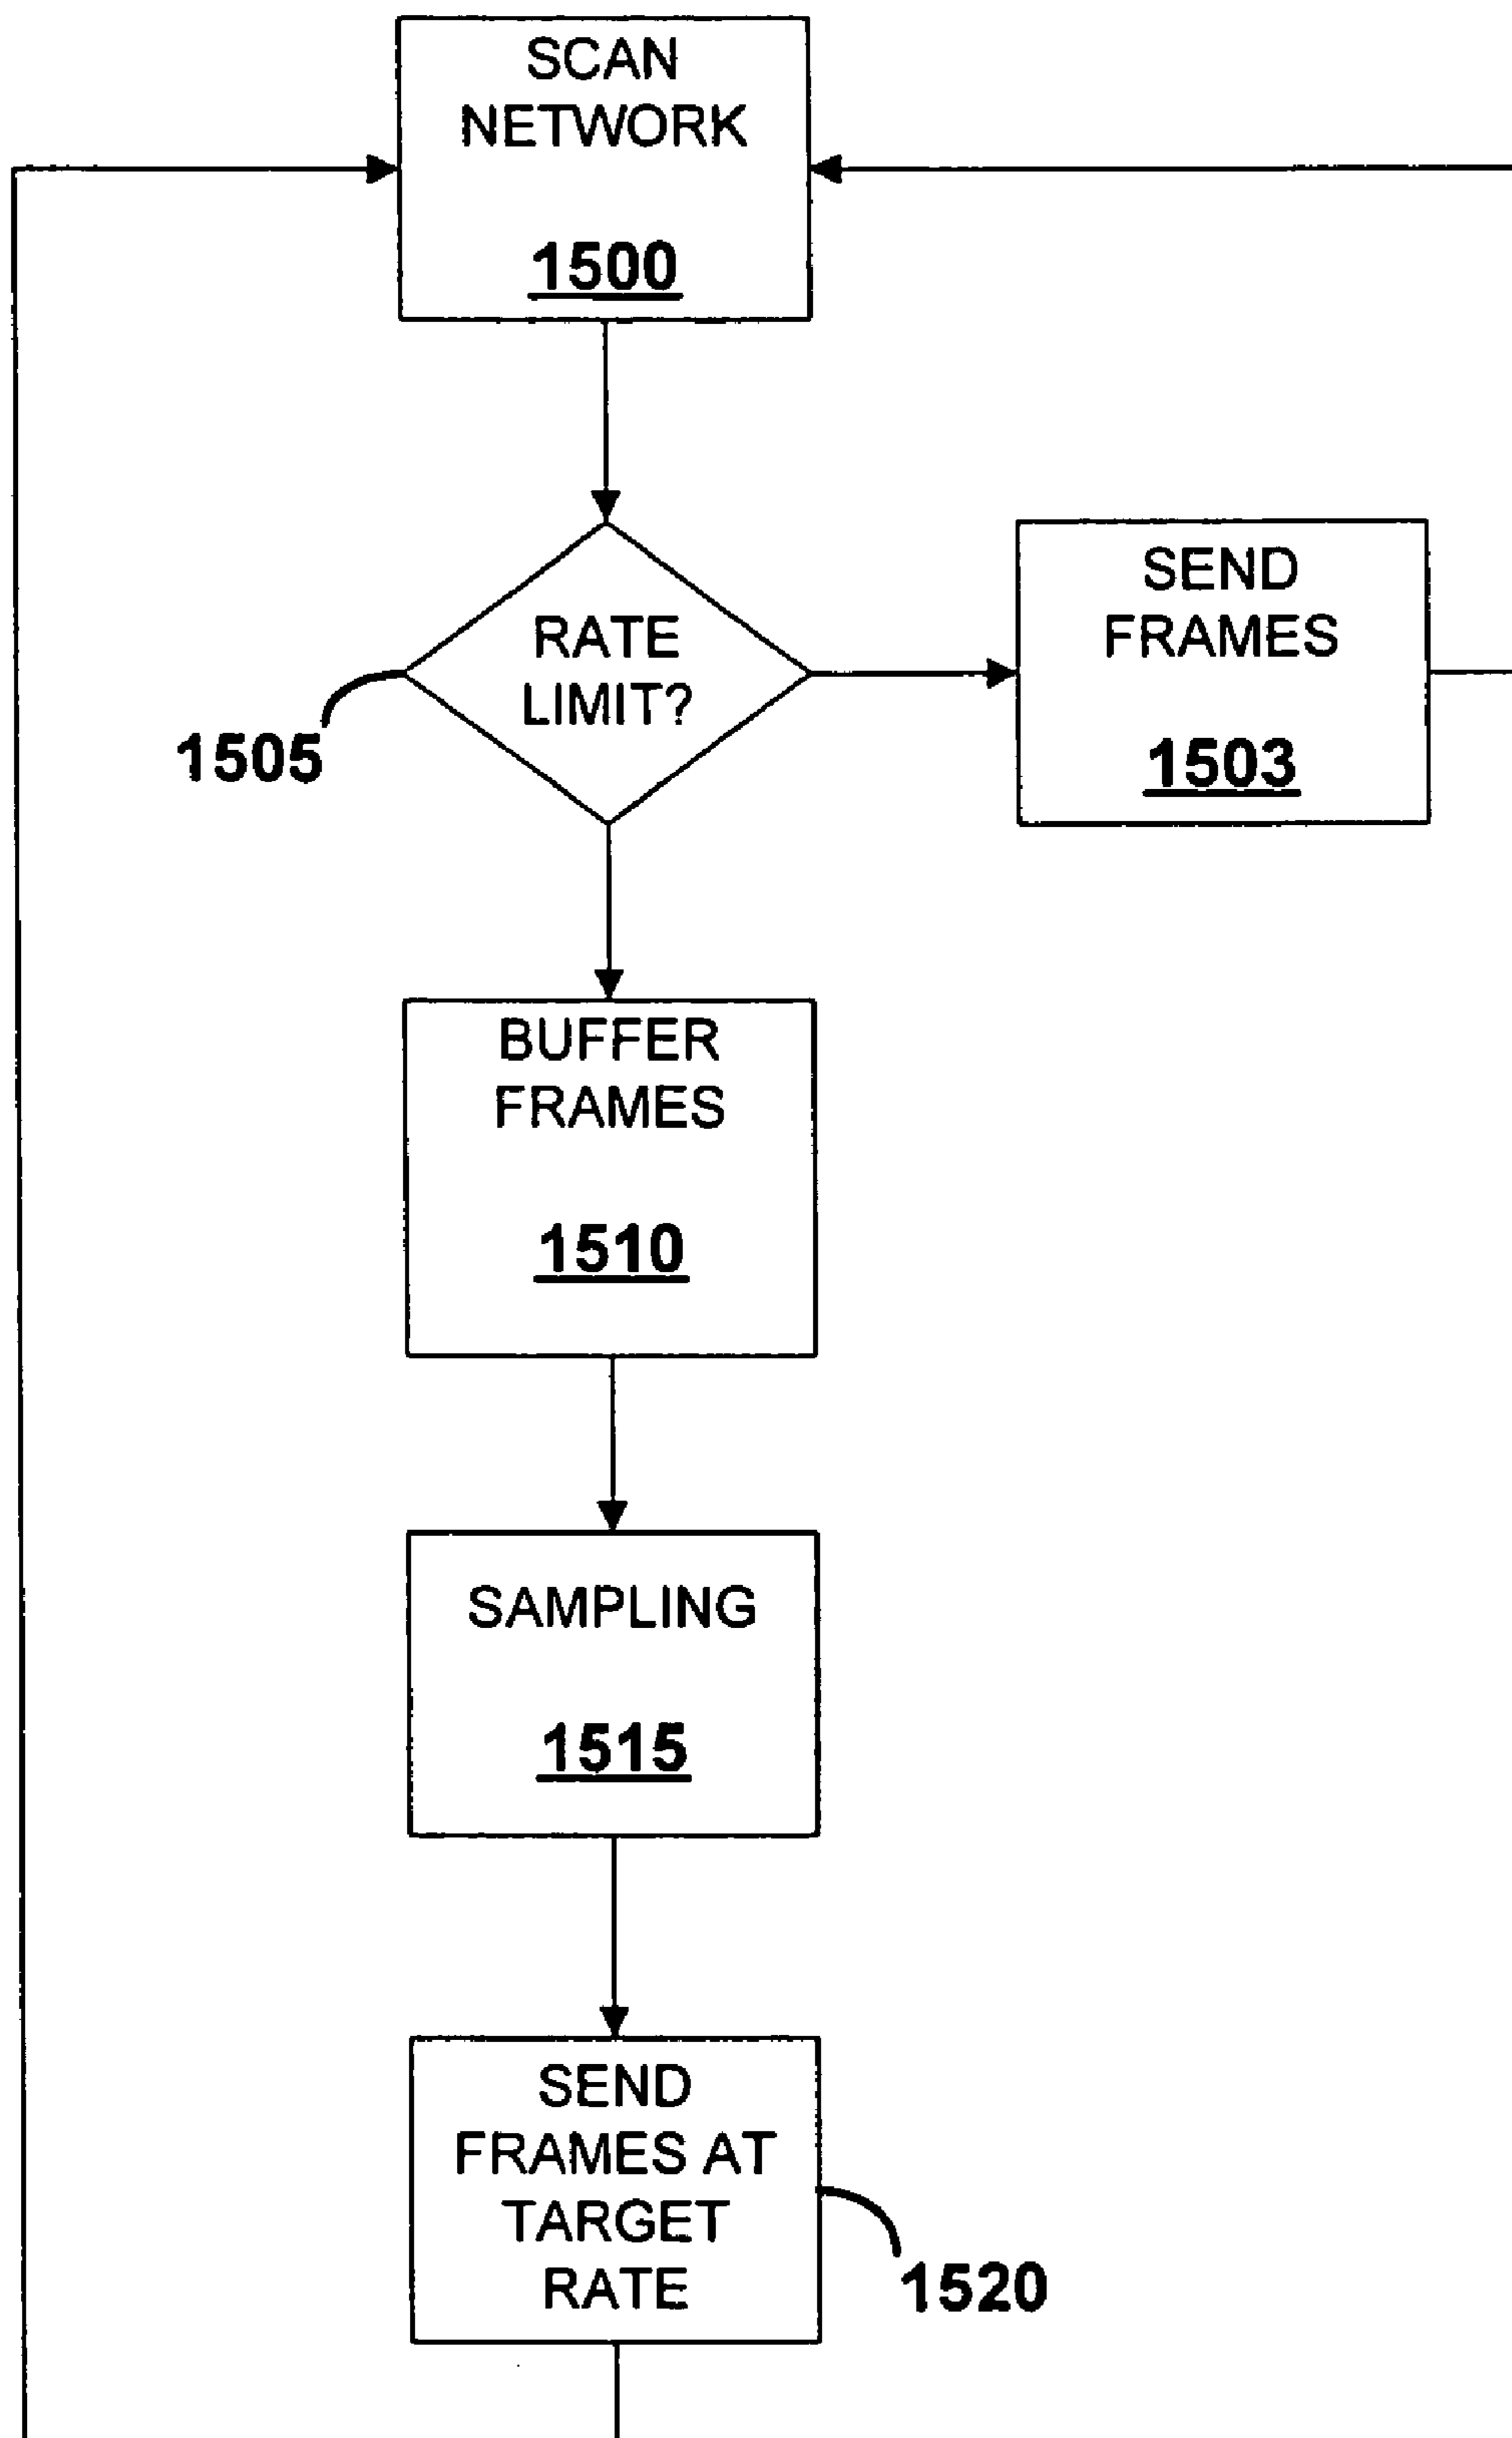 SCAN
NETWORK
1500
RATE
LIMIT?
1505
SEND
FRAMES
1503
BUFFER
FRAMES
1510
SAMPLING
1515
SEND
FRAMES AT
TARGET
RATE
1520